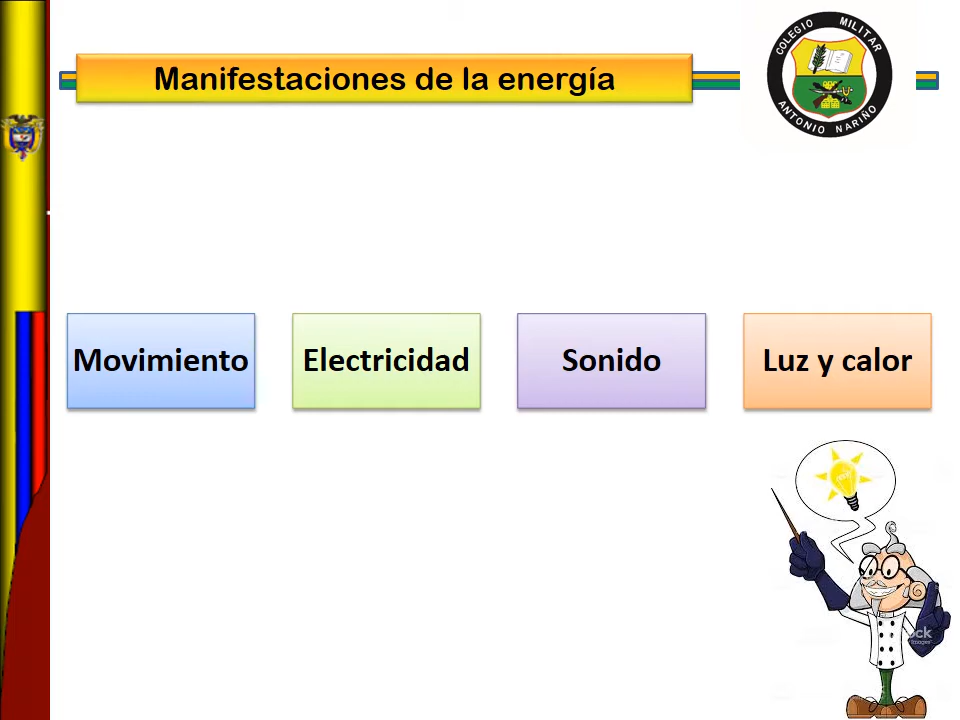 Manifestaciones de la energía
COLEGIO MILITAR
ANTONIO NARIÑO
Movimiento
Electricidad
Sonido
Luz y calor